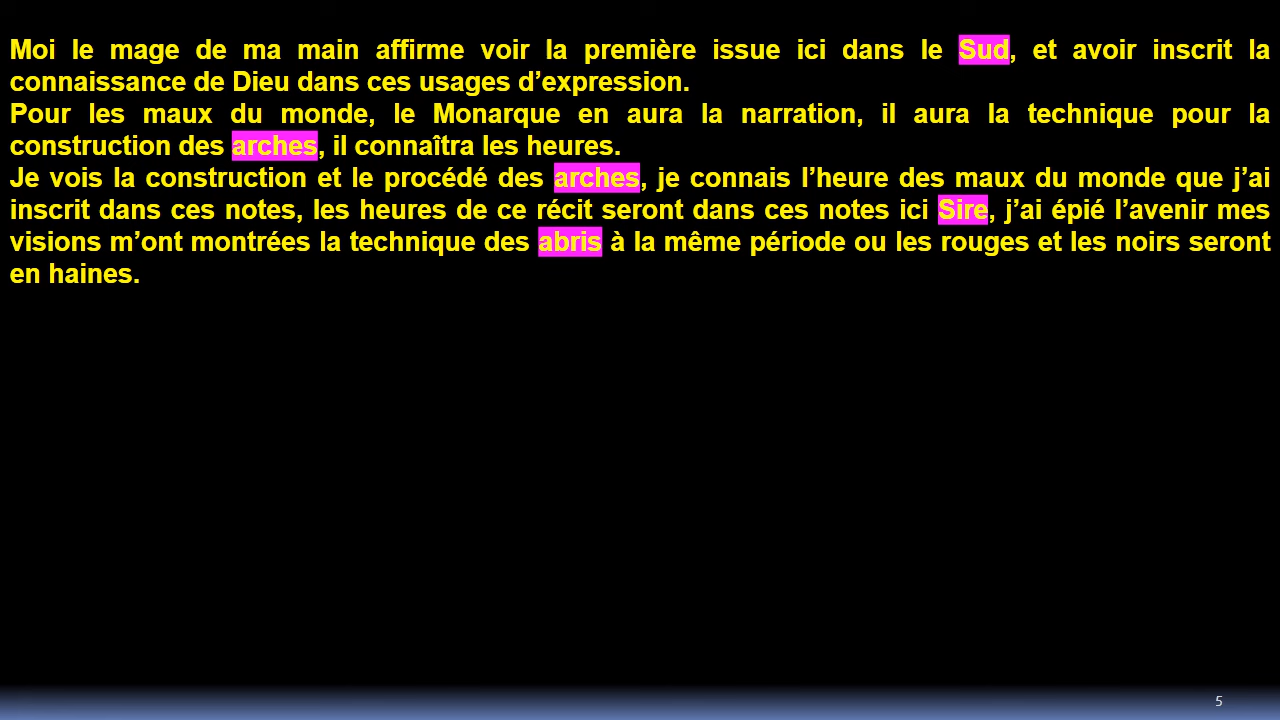 Moi le mage de ma main affirme voir la première issue ici dans le Sud, et avoir inscrit la
connaissance de Dieu dans ces usages d’expression.
Pour les maux du monde, le Monarque en aura la narration, il aura la technique pour la
construction des arches, il connaîtra les heures.
Je vois la construction et le procédé des arches, je connais l’heure des maux du monde que j’ai
inscrit dans ces notes, les heures de ce récit seront dans ces notes ici Sire, j’ai épié l’avenir mes
visions m’ont montrées la technique des abris à la même période ou les rouges et les noirs seront
en haines.
5